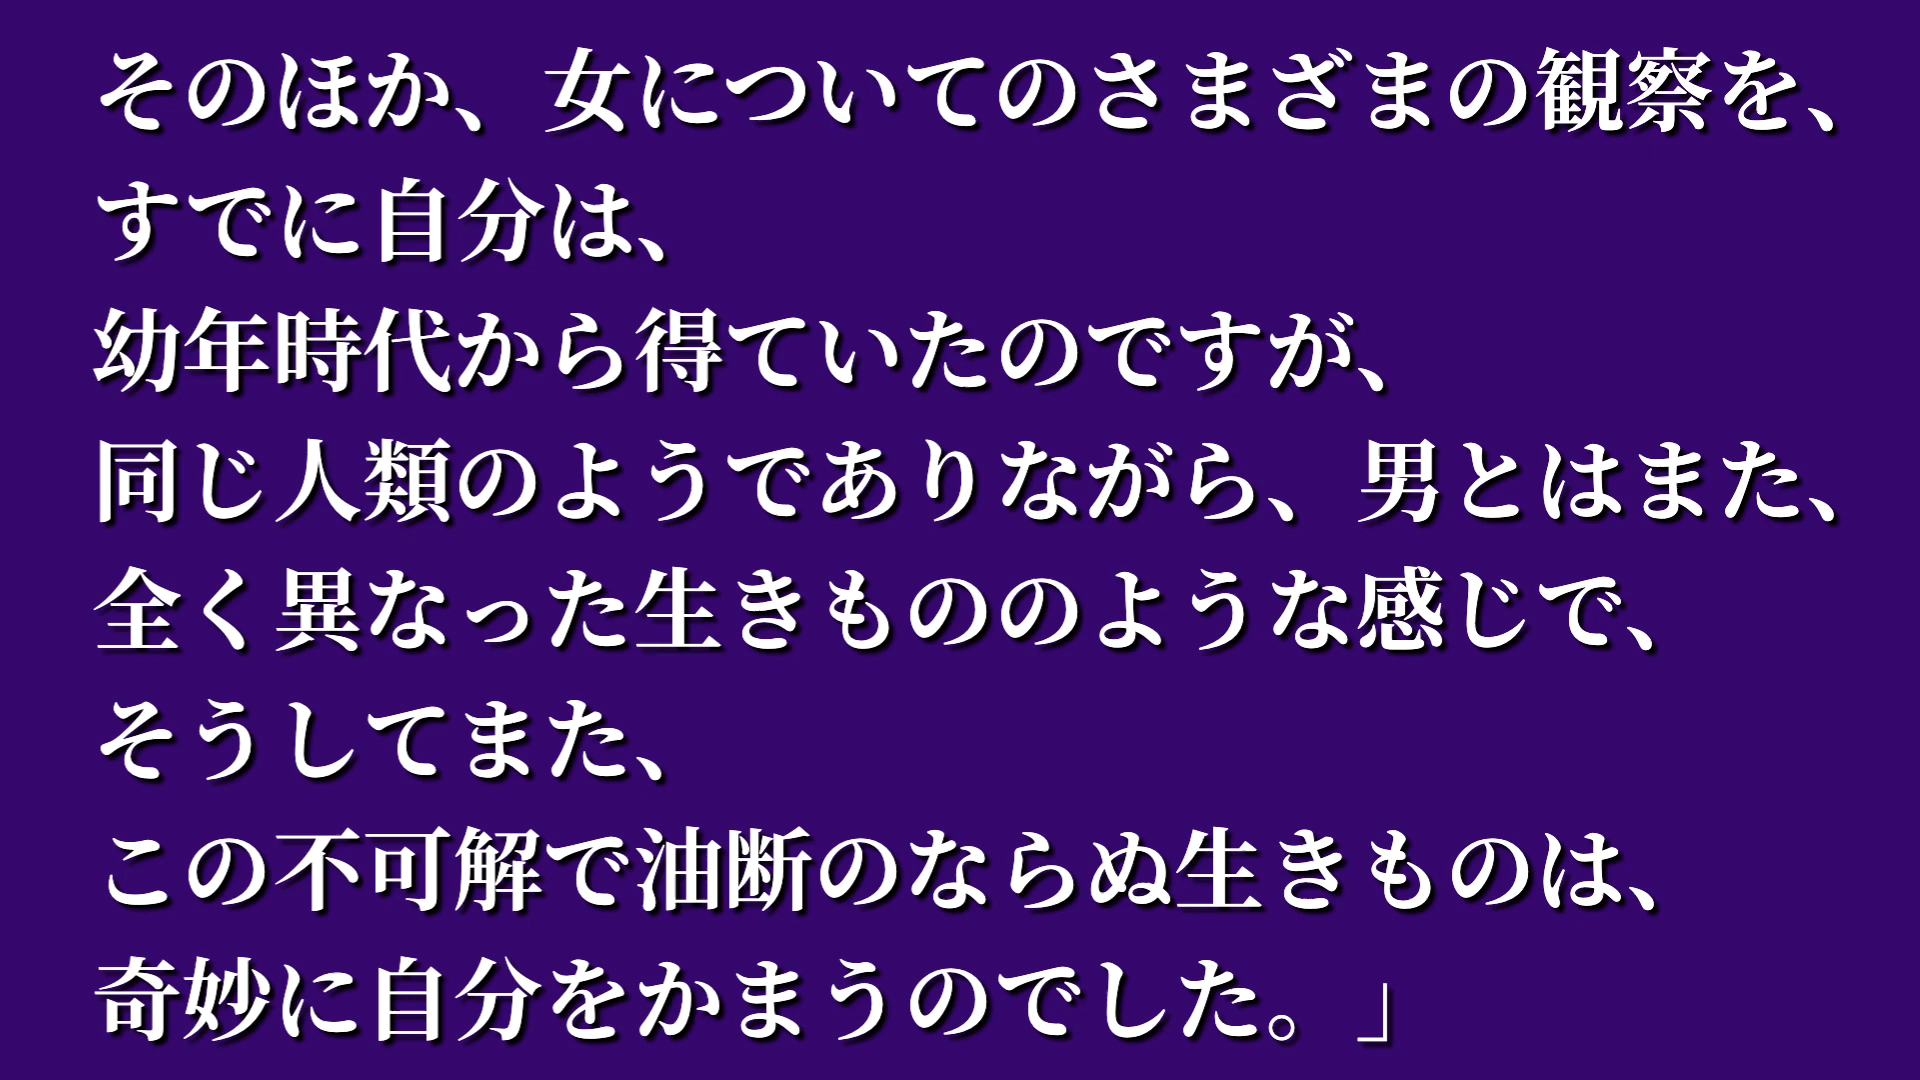 そのほか、女についてのさまざまの観察を、
すでに自分は、
幼年時代から得ていたのですが、
同じ人類のようでありながら、男とはまた、
全く異なった生きもののような感じで、
そうしてまた、
この不可解で油断のならぬ生きものは、
奇妙に自分をかまうのでした。」